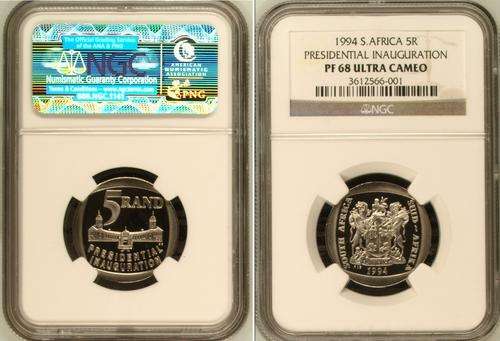 The Official Grading Service
of the ANA & PNG
NGC
Numismatic Guaranty Corporation
AMERICAN
NUMISMATIC
ASSOCIATION
PNG
5 RAND
PRESIDENTIAL
INAUGURATION
1994 S.AFRICA 5R
PRESIDENTIAL INAUGURATION
PF 68 ULTRA CAMEO
3612566-001
NGC
SOUTH AFRICA
SUID-AFRIKA
1994